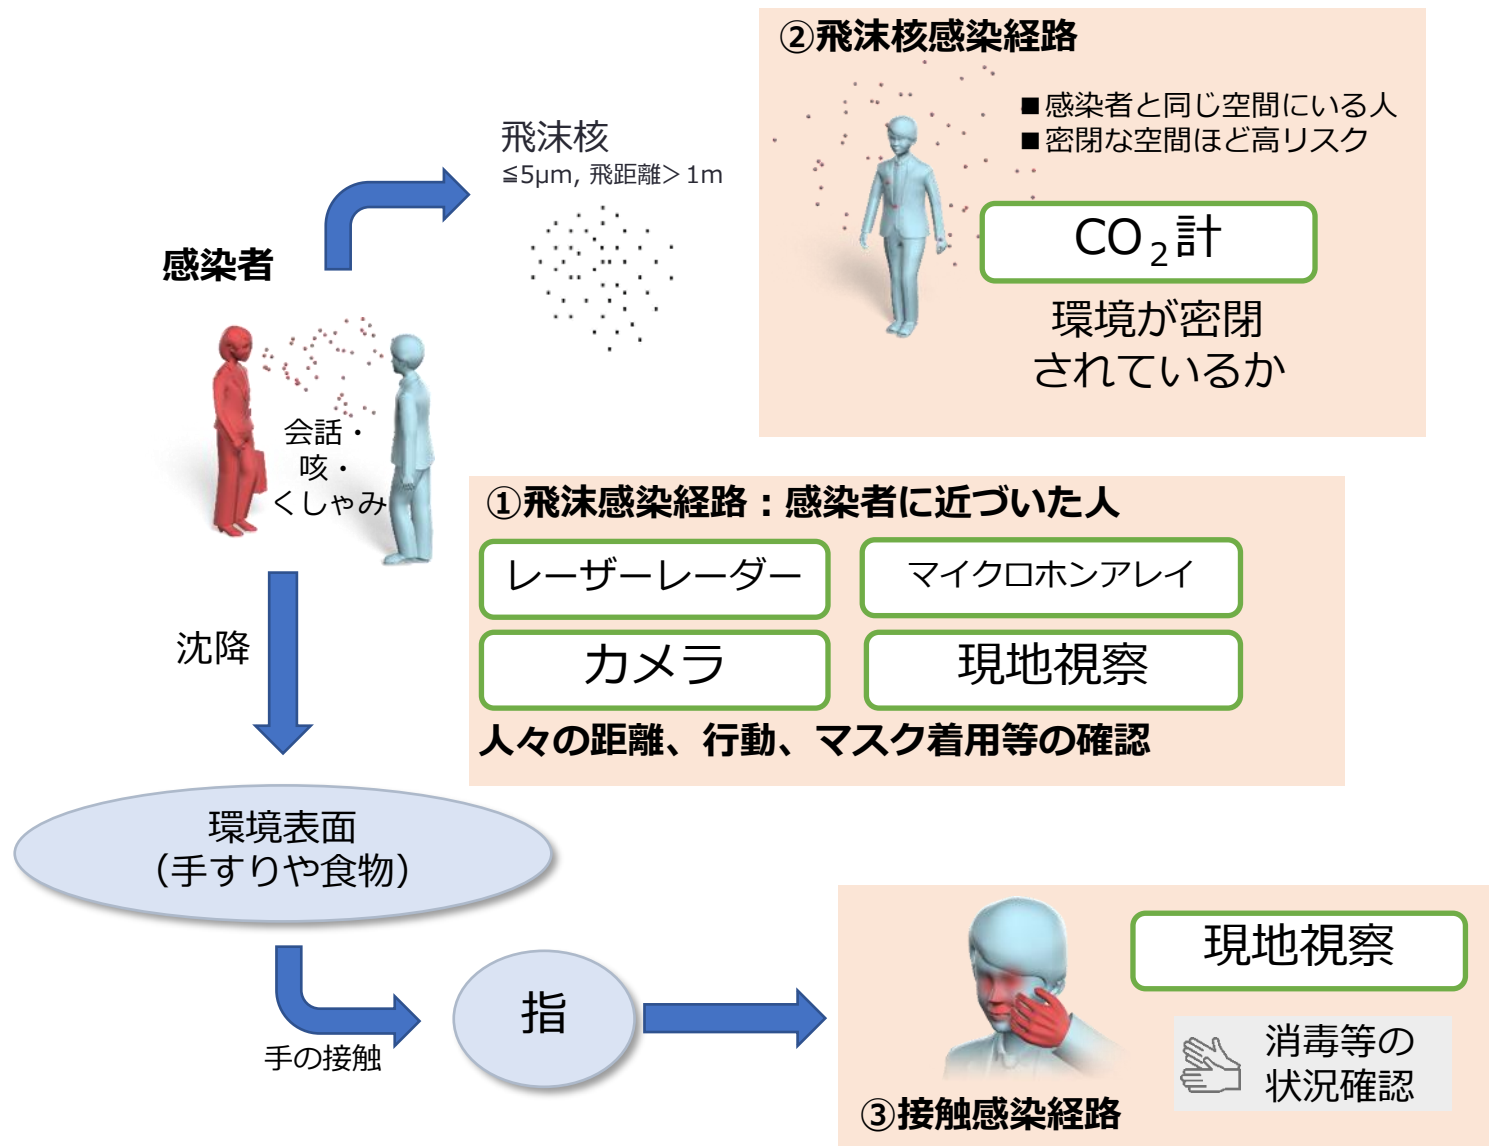 ②飛沫核感染経路
■感染者と同じ空間にいる人
■密閉な空間ほど高リスク
CO₂計
環境が密閉
されているか
飛沫核
≦5μm, 飛距離＞1m
感染者
会話・
咳・
くしゃみ
①飛沫感染経路：感染者に近づいた人
レーザーレーダー
マイクロホンアレイ
カメラ
現地視察
人々の距離、行動、マスク着用等の確認
沈降
環境表面
（手すりや食物）
手の接触
指
現地視察
消毒等の
状況確認
③接触感染経路